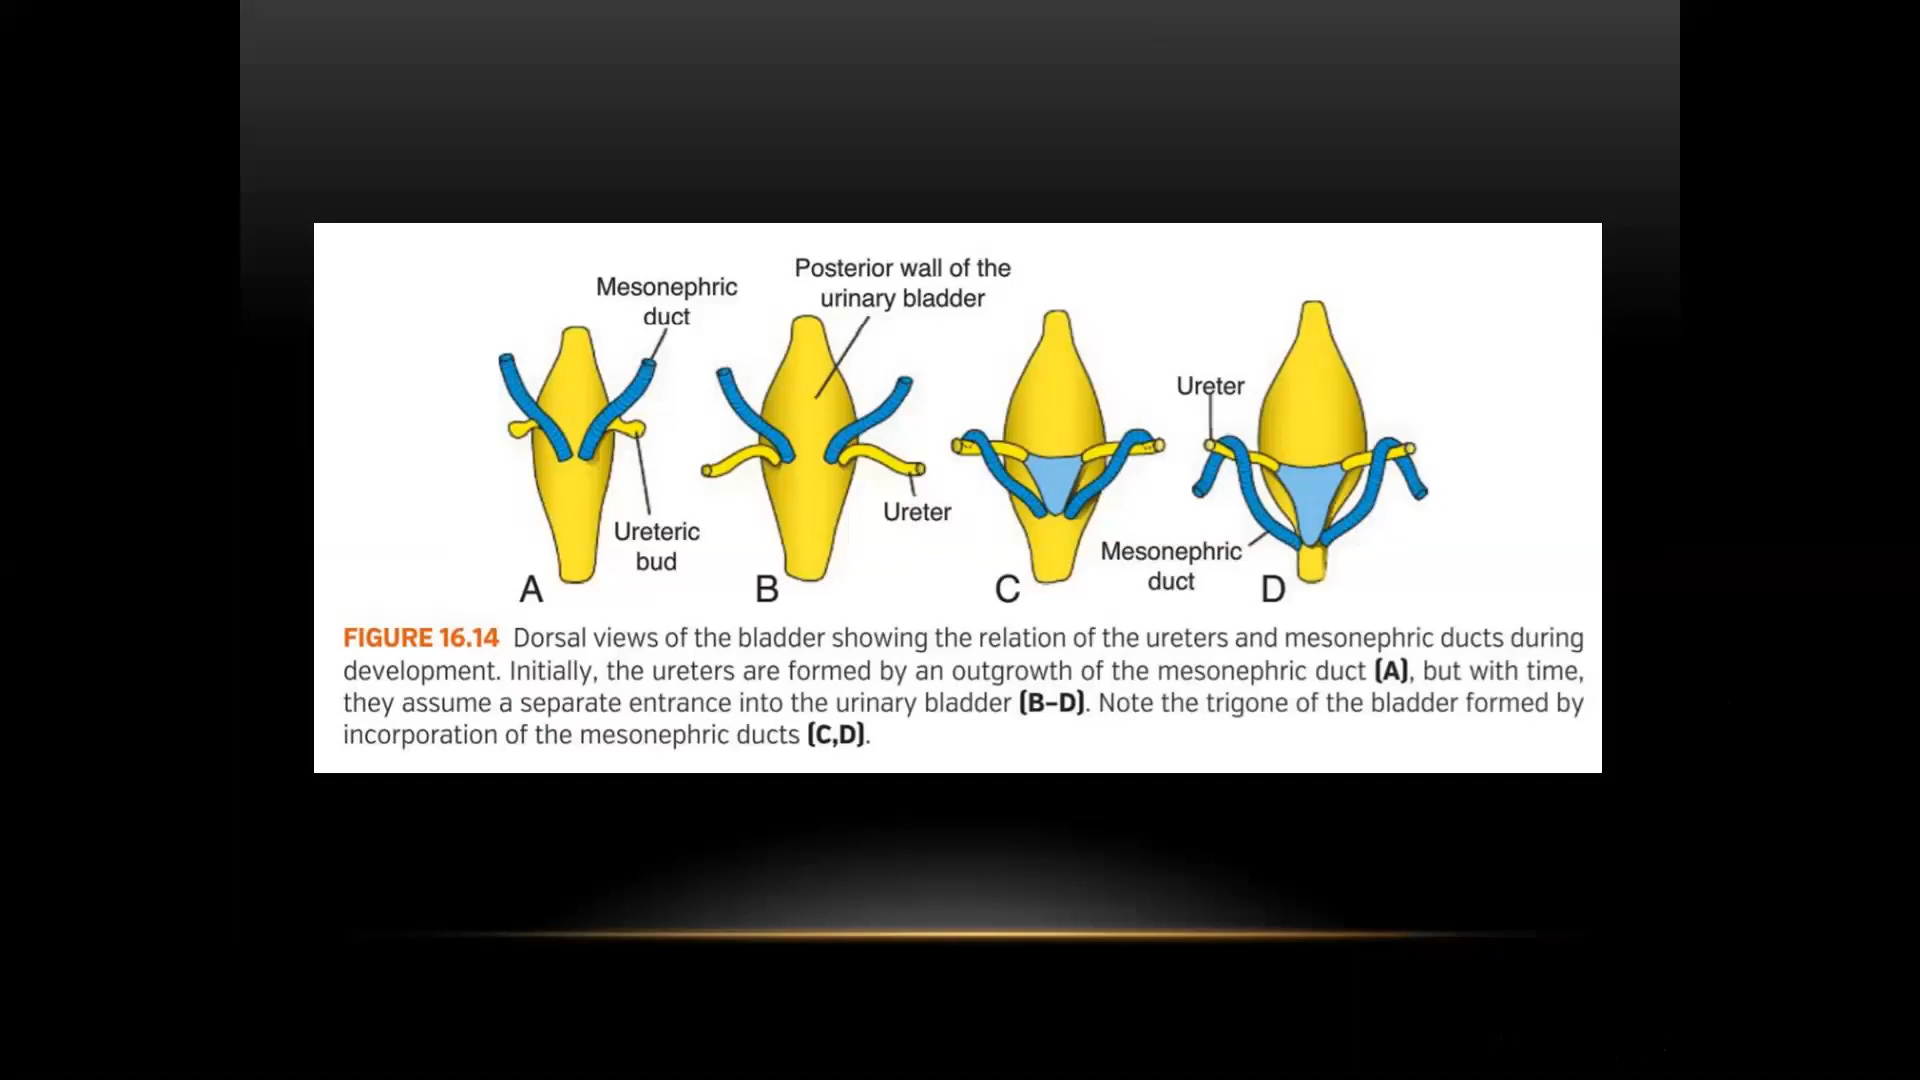 Mesonephric
duct
Posterior wall of the
urinary bladder
Ureteric
bud
Ureter
Ureter
Mesonephric
duct
A
B
C
D
FIGURE 16.14 Dorsal views of the bladder showing the relation of the ureters and mesonephric ducts during
development. Initially, the ureters are formed by an outgrowth of the mesonephric duct (A), but with time,
they assume a separate entrance into the urinary bladder (B–D). Note the trigone of the bladder formed by
incorporation of the mesonephric ducts (C,D).